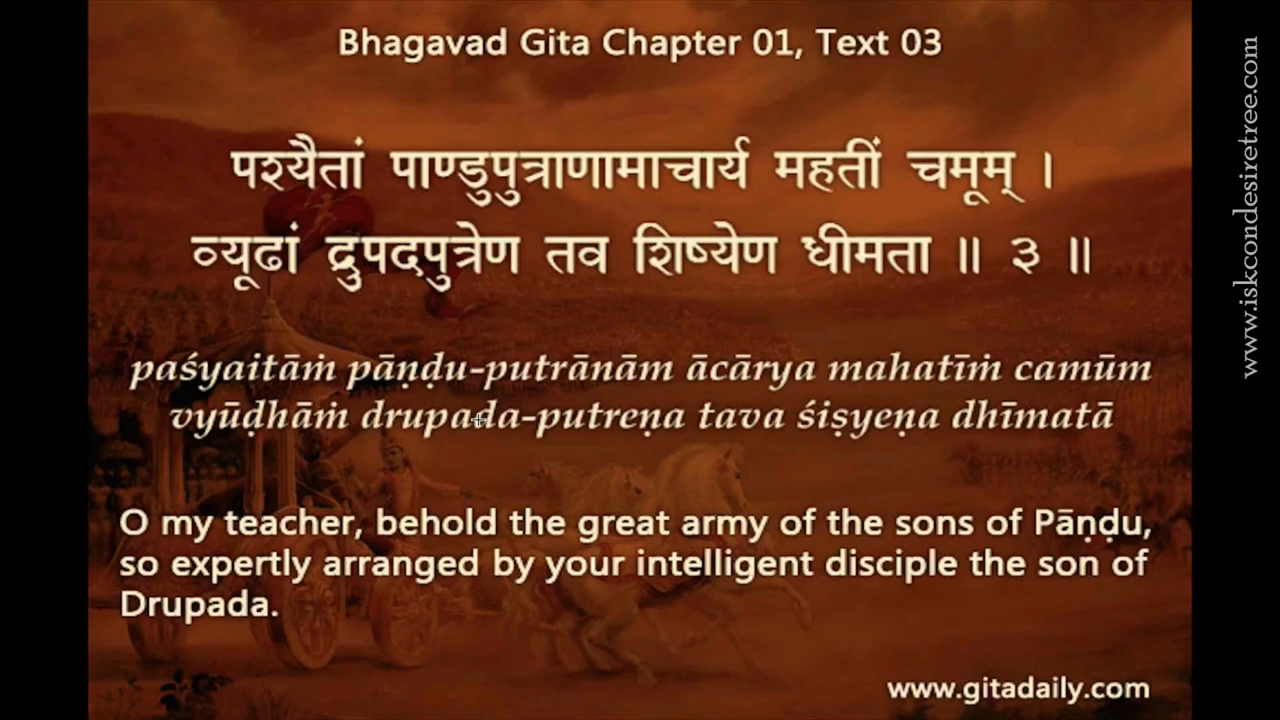 Bhagavad Gita Chapter 01, Text 03
पश्यैतां पाण्डुपुत्राणामाचार्य महतीं चमूम् ।
व्यूढां द्रुपदपुत्रेण तव शिष्येण धीमता ॥ ३ ॥
paśyaitāṁ pāṇḍu-putrānām ācārya mahatīṁ camūm
vyūḍhāṁ drupada-putreṇa tava śiṣyeṇa dhīmatā
O my teacher, behold the great army of the sons of Pāṇḍu,
so expertly arranged by your intelligent disciple the son of
Drupada.
www.gitadaily.com
www.iskcondesiretree.com